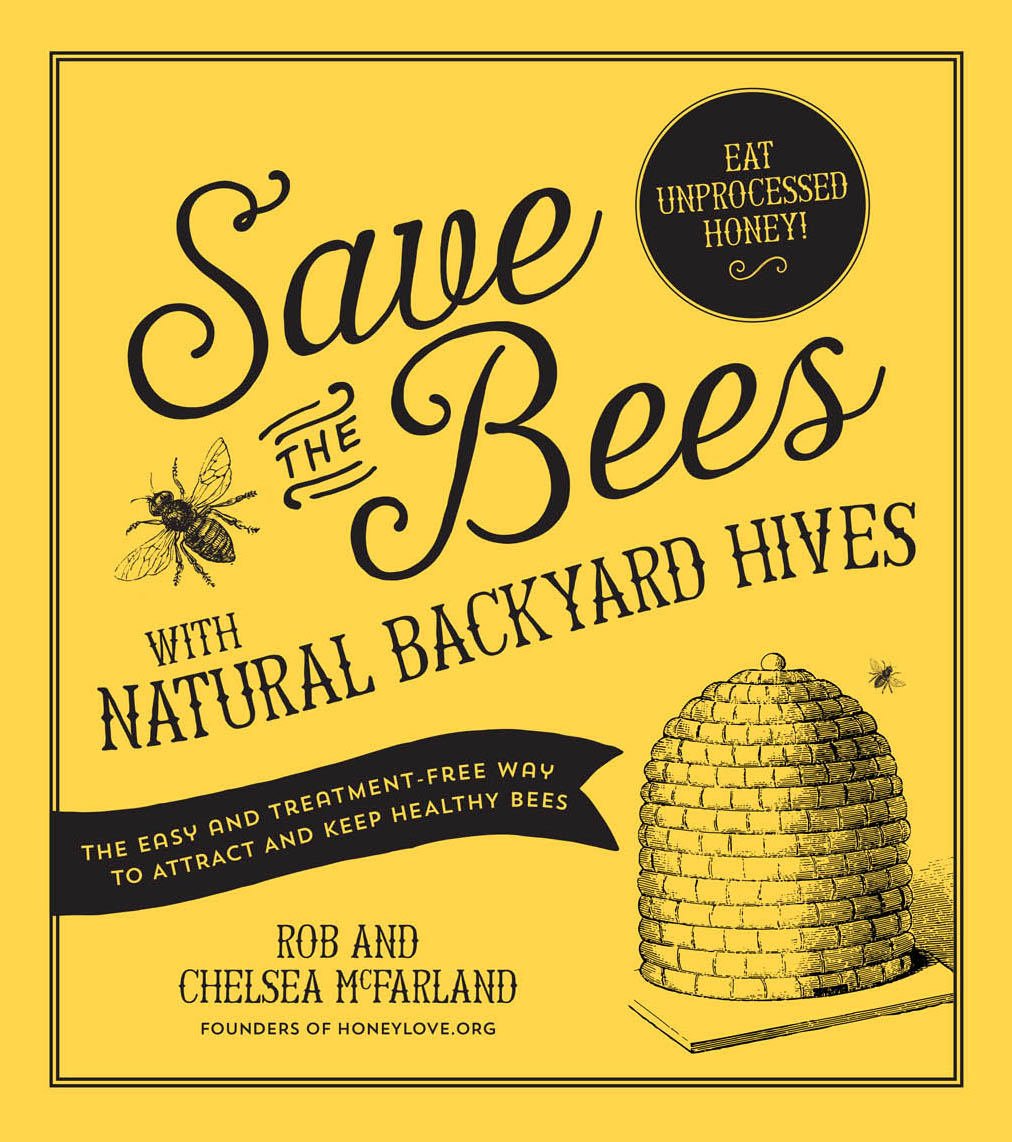 EAT
UNPROCESSED
HONEY!
Save
THE
Bees
WITH
NATURAL BACKYARD HIVES
THE EASY AND TREATMENT-FREE WAY
TO ATTRACT AND KEEP HEALTHY BEES
ROB AND
CHELSEA McFARLAND
FOUNDERS OF HONEYLOVE.ORG